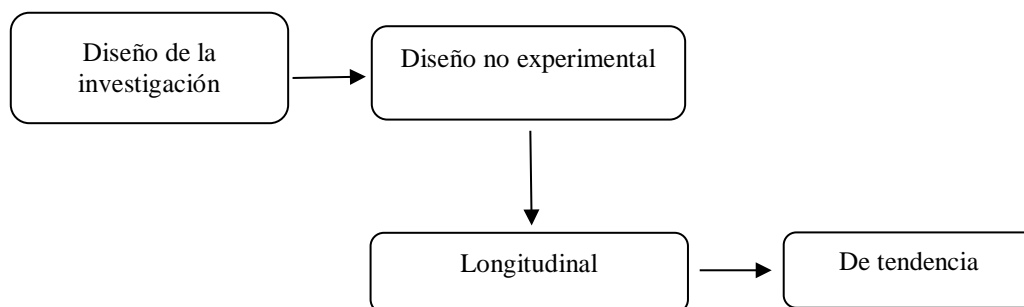 Diseño de la
investigación
Diseño no experimental
Longitudinal
De tendencia